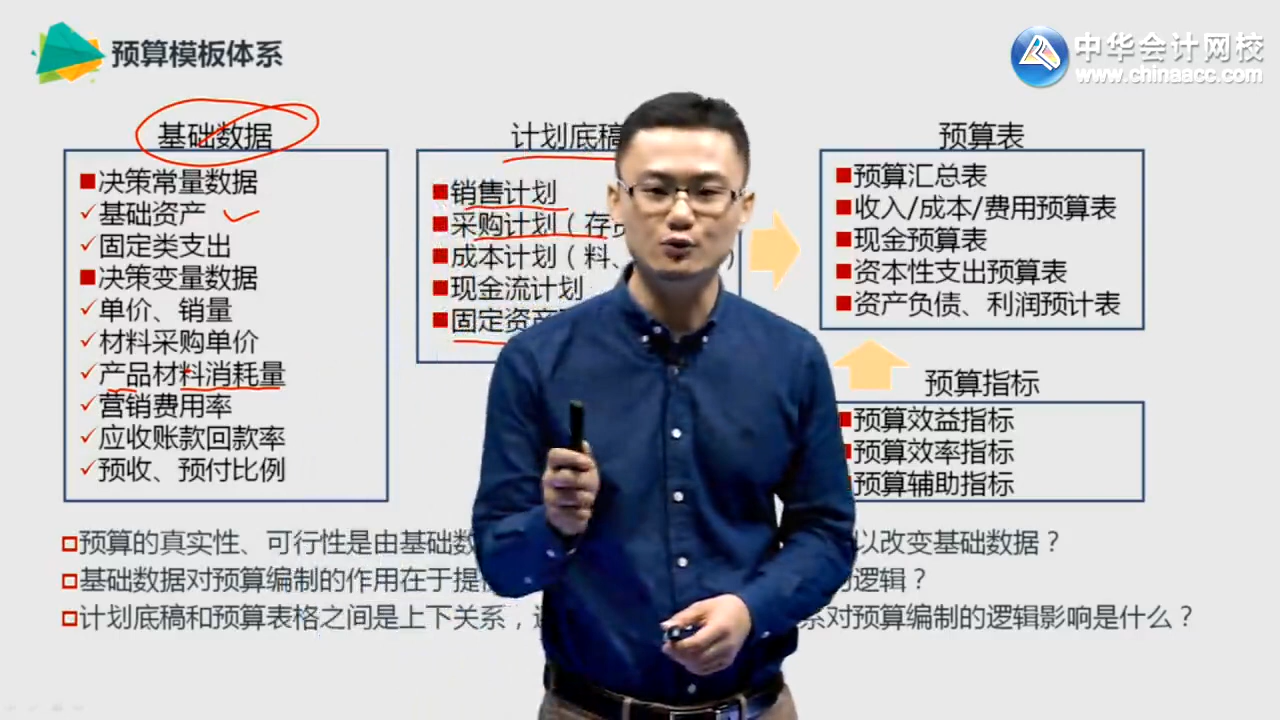 预算模板体系
中华会计网校
www.chinaacc.com
基础数据
决策常量数据
基础资产
固定类支出
决策变量数据
单价、销量
材料采购单价
产品材料消耗量
营销费用率
应收账款回款率
预收、预付比例
计划底稿
销售计划
采购计划（存
成本计划（料、 ）
现金流计划
固定资产
预算表
预算汇总表
收入/成本/费用预算表
现金预算表
资本性支出预算表
资产负债、利润预计表
预算指标
预算效益指标
预算效率指标
预算辅助指标
预算的真实性、可行性是由基础数 以改变基础数据？
基础数据对预算编制的作用在于提 逻辑？
计划底稿和预算表格之间是上下关系， 系对预算编制的逻辑影响是什么？